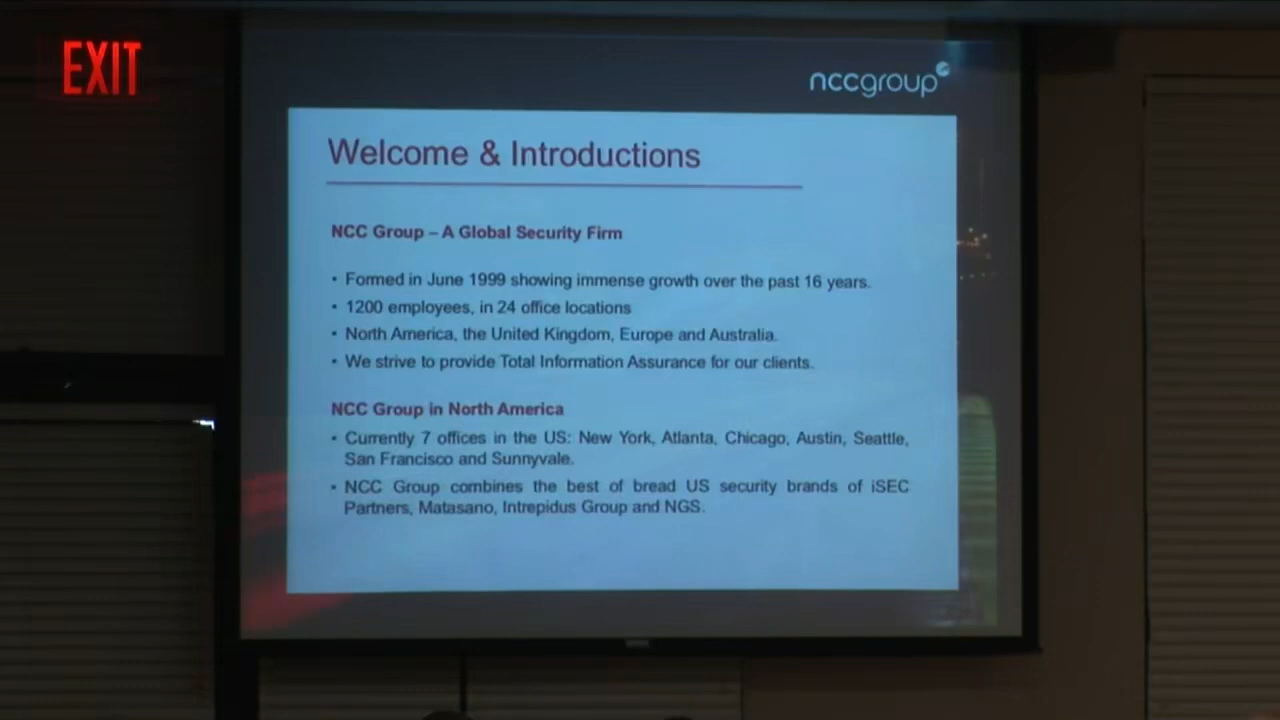 EXIT
nccgroup
Welcome & Introductions
NCC Group – A Global Security Firm
• Formed in June 1999 showing immense growth over the past 16 years.
• 1200 employees, in 24 office locations
• North America, the United Kingdom, Europe and Australia.
• We strive to provide Total Information Assurance for our clients.
NCC Group in North America
• Currently 7 offices in the US: New York, Atlanta, Chicago, Austin, Seattle,
San Francisco and Sunnyvale.
• NCC Group combines the best of bread US security brands of iSEC
Partners, Matasano, Intrepidus Group and NGS.